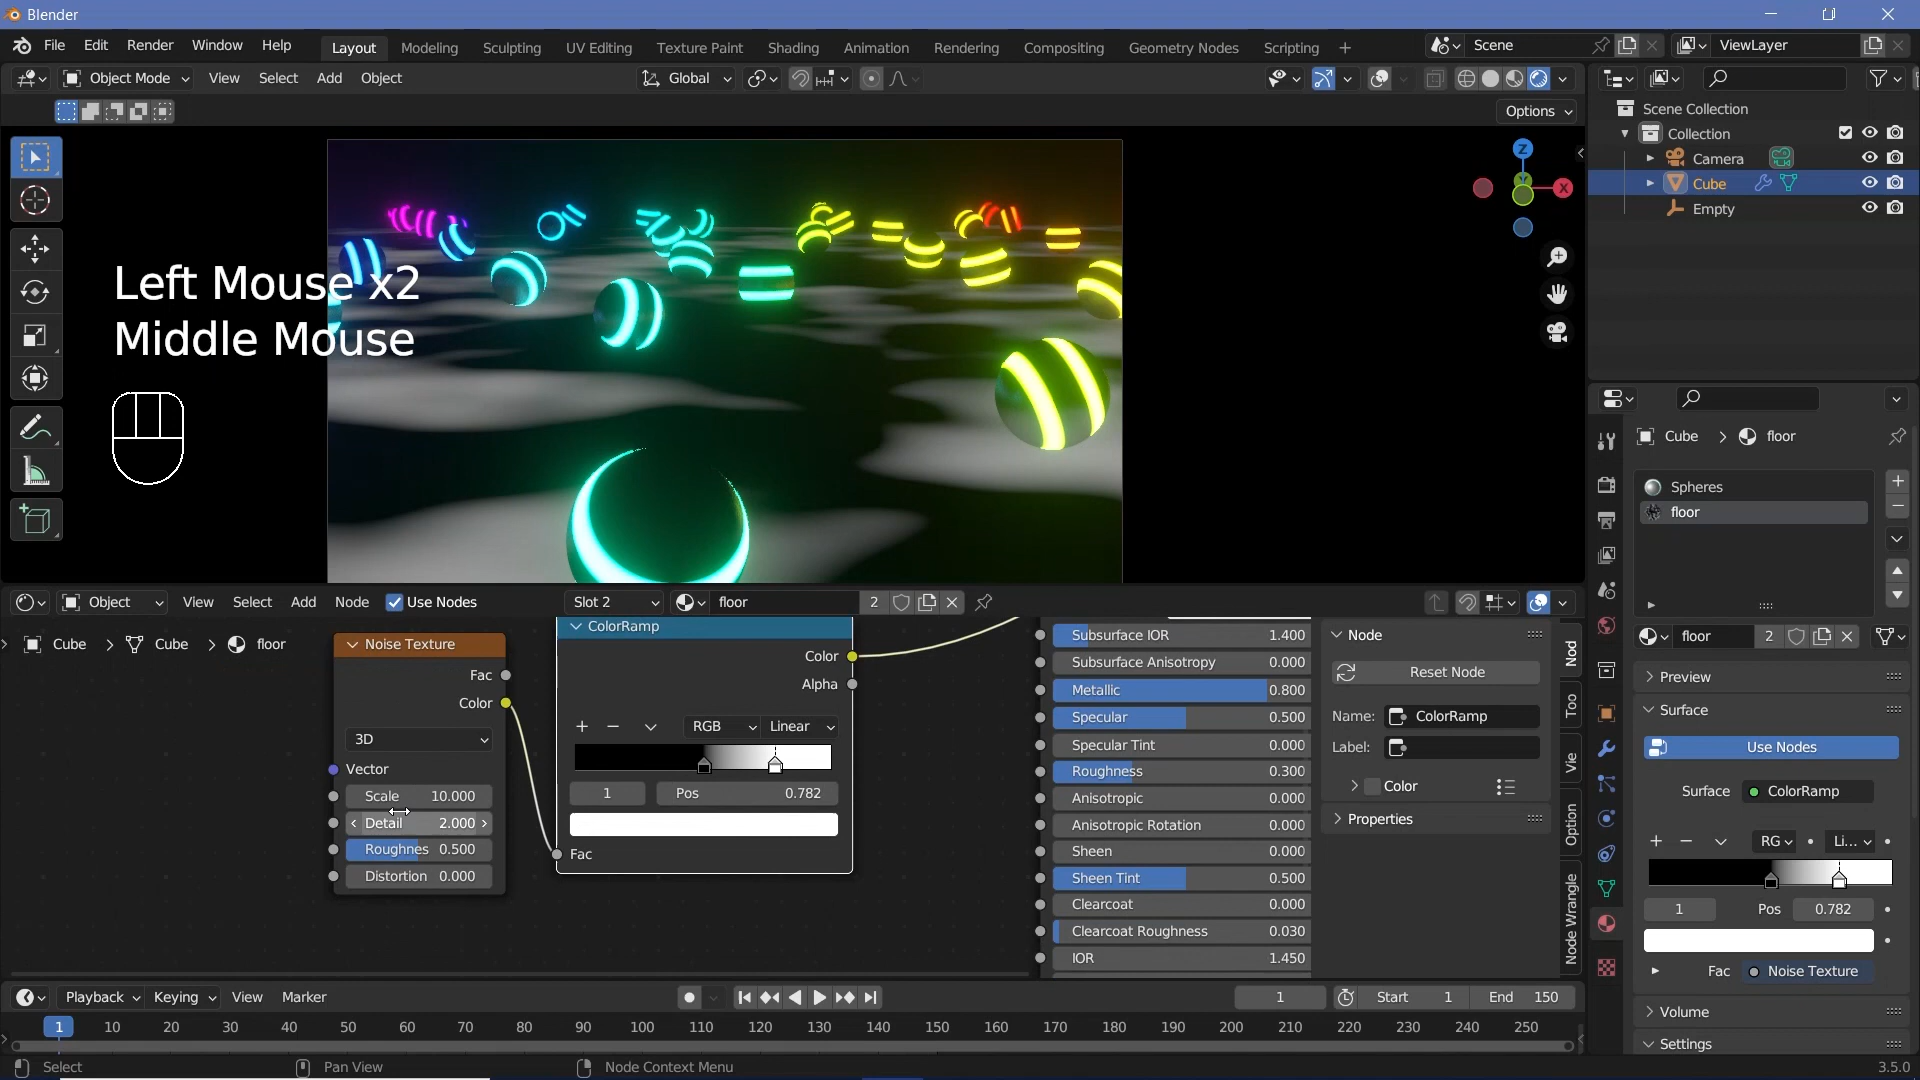 Blender
File Edit Render Window Help Layout Modeling Sculpting UV Editing Texture Paint Shading Animation Rendering Compositing Geometry Nodes Scripting + Scene ViewLayer
Object Mode View Select Add Object Global
Options
Scene Collection
Collection
Camera
Cube
Empty
Z
X
Left Mouse x2
Middle Mouse
Cube floor
Spheres
floor
floor 2
Preview
Surface
Use Nodes
Surface ColorRamp
RG Li...
1 Pos 0.782
Fac Noise Texture
Volume
Settings
Object View Select Add Node Use Nodes Slot 2 floor 2
Cube Cube floor
Noise Texture
Fac
Color
3D
Vector
Scale 10.000
Detail 2.000
Roughnes 0.500
Distortion 0.000
ColorRamp
Color
Alpha
RGB Linear
1 Pos 0.782
Fac
Subsurface IOR 1.400
Subsurface Anisotropy 0.000
Metallic 0.800
Specular 0.500
Specular Tint 0.000
Roughness 0.300
Anisotropic 0.000
Anisotropic Rotation 0.000
Sheen 0.000
Sheen Tint 0.500
Clearcoat 0.000
Clearcoat Roughness 0.030
IOR 1.450
Node
Reset Node
Name: ColorRamp
Label:
Color
Properties
Nod
Too
Vie
Option
Node Wrangle
Playback Keying View Marker 1 Start 1 End 150
1 10 20 30 40 50 60 70 80 90 100 110 120 130 140 150 160 170 180 190 200 210 220 230 240 250
Select Pan View Node Context Menu 3.5.0